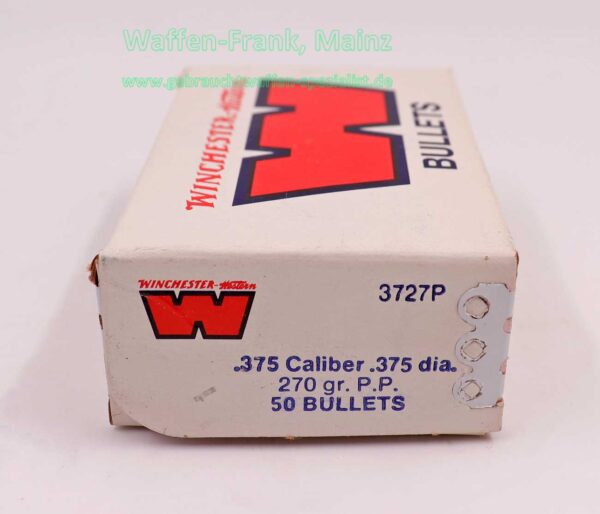 Waffen-Frank, Mainz
www.gebrauchtwaffen-spezialist.de
WINCHESTER-Western
W
BULLETS
WINCHESTER-Western
W
3727P
.375 Caliber .375 dia.
270 gr. P.P.
50 BULLETS